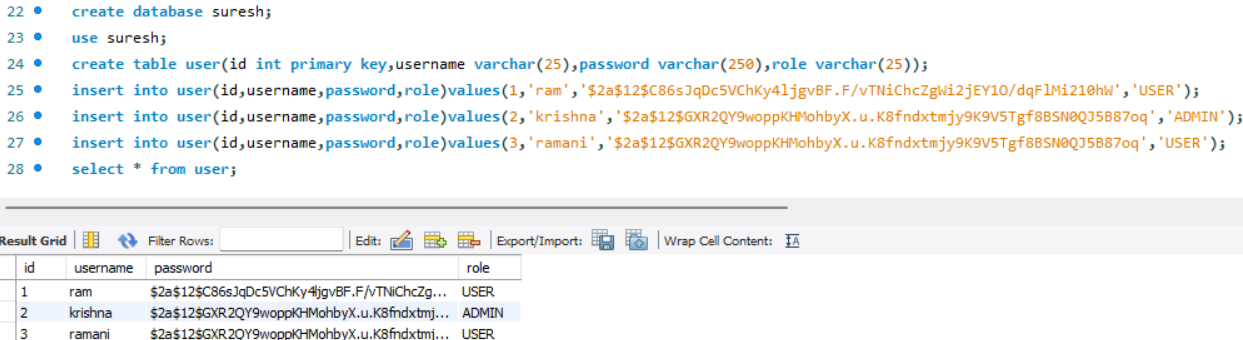 22 create database suresh;
23 use suresh;
24 create table user(id int primary key,username varchar(25),password varchar(250),role varchar(25));
25 insert into user(id,username,password,role)values(1,'ram','$2a$12$C86sJqDc5VChKy4ljgvBF.F/vTNiChcZgWi2jEY1O/dqFlMi210hW','USER');
26 insert into user(id,username,password,role)values(2,'krishna','$2a$12$GXR2QY9woppKHMohbyX.u.K8fndxtmjy9K9V5Tgf8BSN0QJ5B87oq','ADMIN');
27 insert into user(id,username,password,role)values(3,'ramani','$2a$12$GXR2QY9woppKHMohbyX.u.K8fndxtmjy9K9V5Tgf8BSN0QJ5B87oq','USER');
28 select * from user;
Result Grid Filter Rows: Edit: Export/Import: Wrap Cell Content:
id username password role
1 ram $2a$12$C86sJqDc5VChKy4ljgvBF.F/vTNiChcZg... USER
2 krishna $2a$12$GXR2QY9woppKHMohbyX.u.K8fndxtmj... ADMIN
3 ramani $2a$12$GXR2QY9woppKHMohbyX.u.K8fndxtmj... USER